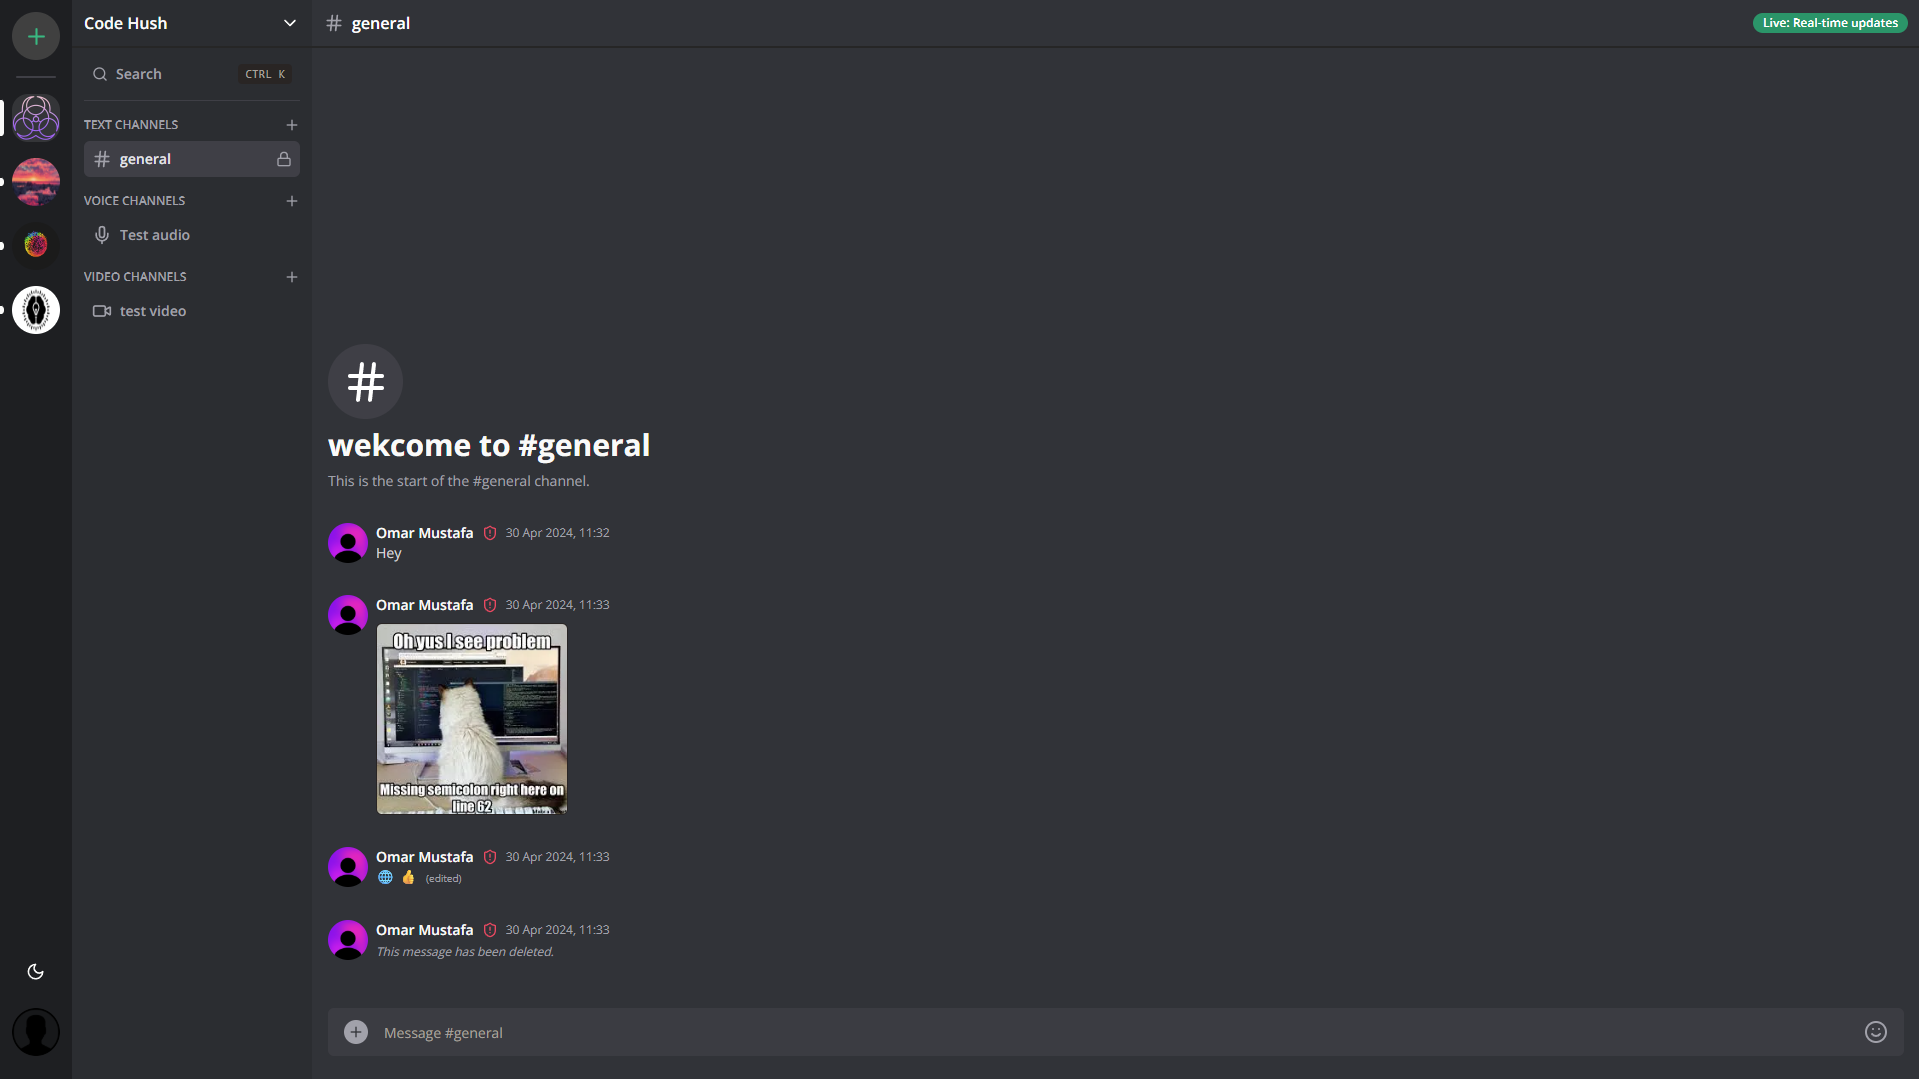 Code Hush
Search
CTRL K
TEXT CHANNELS
general
VOICE CHANNELS
Test audio
VIDEO CHANNELS
test video
# general
Live: Real-time updates
#
wekcome to #general
This is the start of the #general channel.
Omar Mustafa 30 Apr 2024, 11:32
Hey
Omar Mustafa 30 Apr 2024, 11:33
Oh yus I see problem
Missing semicolon right here on
line 62
Omar Mustafa 30 Apr 2024, 11:33
🌐 👍 (edited)
Omar Mustafa 30 Apr 2024, 11:33
This message has been deleted.
Message #general